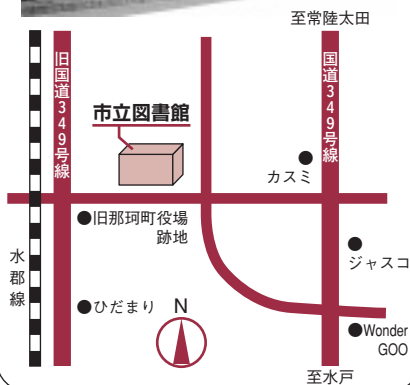 至常陸太田
旧国道349号線
国道349号線
市立図書館
カスミ
旧那珂町役場
跡地
水郡線
ジャスコ
ひだまり
N
Wonder
GOO
至水戸